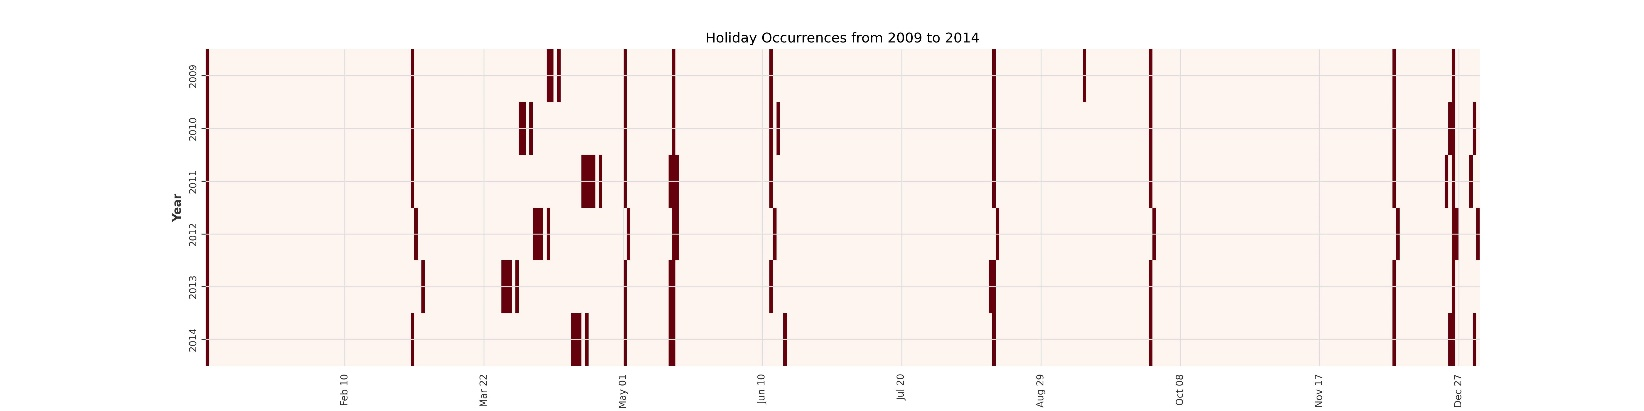 Holiday Occurrences from 2009 to 2014
Year
2009
2010
2011
2012
2013
2014
Feb 10
Mar 22
May 01
Jun 10
Jul 20
Aug 29
Oct 08
Nov 17
Dec 27